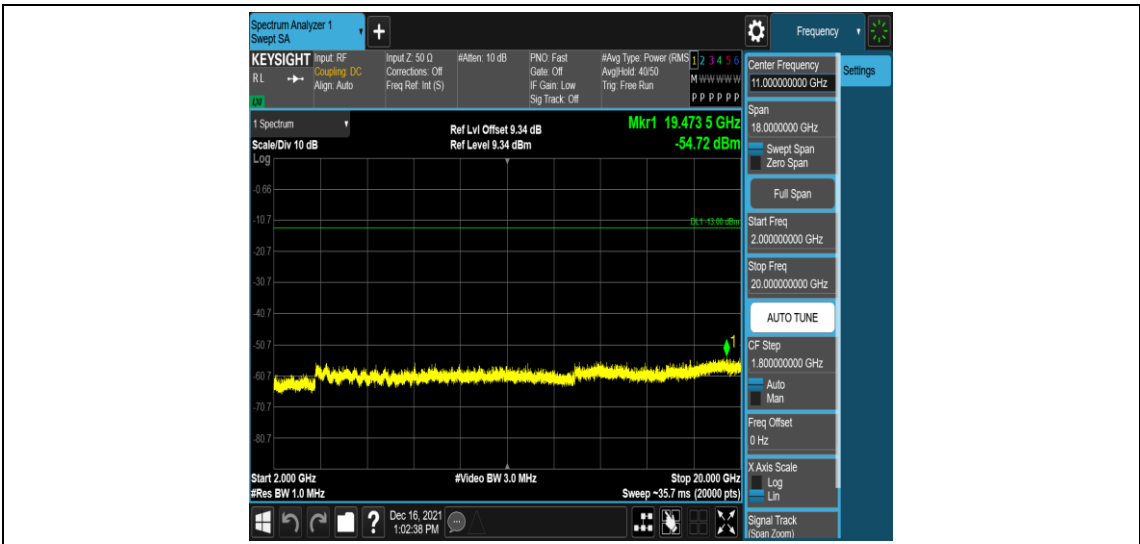 Spectrum Analyzer 1
Swept SA
Frequency
KEYSIGHT
RL
LXI
Input: RF
Coupling: DC
Align: Auto
Input Z: 50 Ω
Corrections: Off
Freq Ref: Int (S)
#Atten: 10 dB
PNO: Fast
Gate: Off
IF Gain: Low
Sig Track: Off
#Avg Type: Power (RMS
Avg|Hold: 40/50
Trig: Free Run
1 2 3 4 5 6
M W W W W W
P P P P P P
1 Spectrum
Scale/Div 10 dB
Log
Ref Lvl Offset 9.34 dB
Ref Level 9.34 dBm
Mkr1 19.473 5 GHz
-54.72 dBm
-0.66
-10.7
DL1 -13.00 dBm
-20.7
-30.7
-40.7
-50.7
1
-60.7
-70.7
-80.7
Start 2.000 GHz
#Res BW 1.0 MHz
#Video BW 3.0 MHz
Stop 20.000 GHz
Sweep ~35.7 ms (20000 pts)
Dec 16, 2021
1:02:38 PM
Center Frequency
11.000000000 GHz
Settings
Span
18.0000000 GHz
Swept Span
Zero Span
Full Span
Start Freq
2.000000000 GHz
Stop Freq
20.000000000 GHz
AUTO TUNE
CF Step
1.800000000 GHz
Auto
Man
Freq Offset
0 Hz
X Axis Scale
Log
Lin
Signal Track
(Span Zoom)